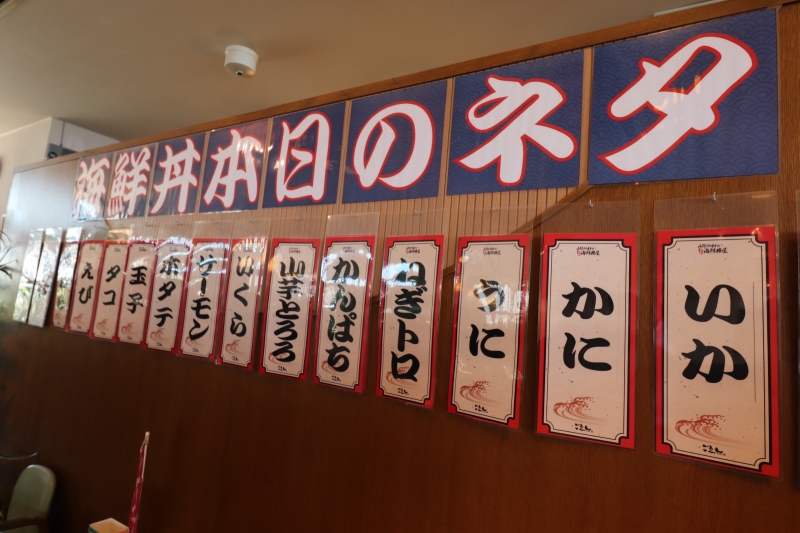 海鮮丼本日のネタ
えび
タコ
玉子
ホタテ
サーモン
いくら
山芋とろろ
かんぱち
ねぎトロ
うに
かに
いか